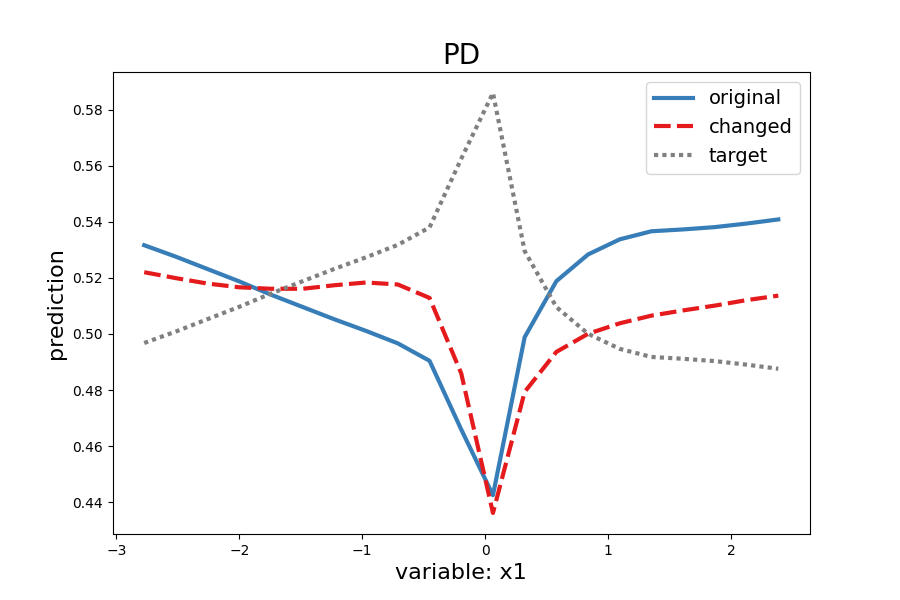 PD
original
changed
target
prediction
0.58
0.56
0.54
0.52
0.50
0.48
0.46
0.44
−3
−2
−1
0
1
2
variable: x1